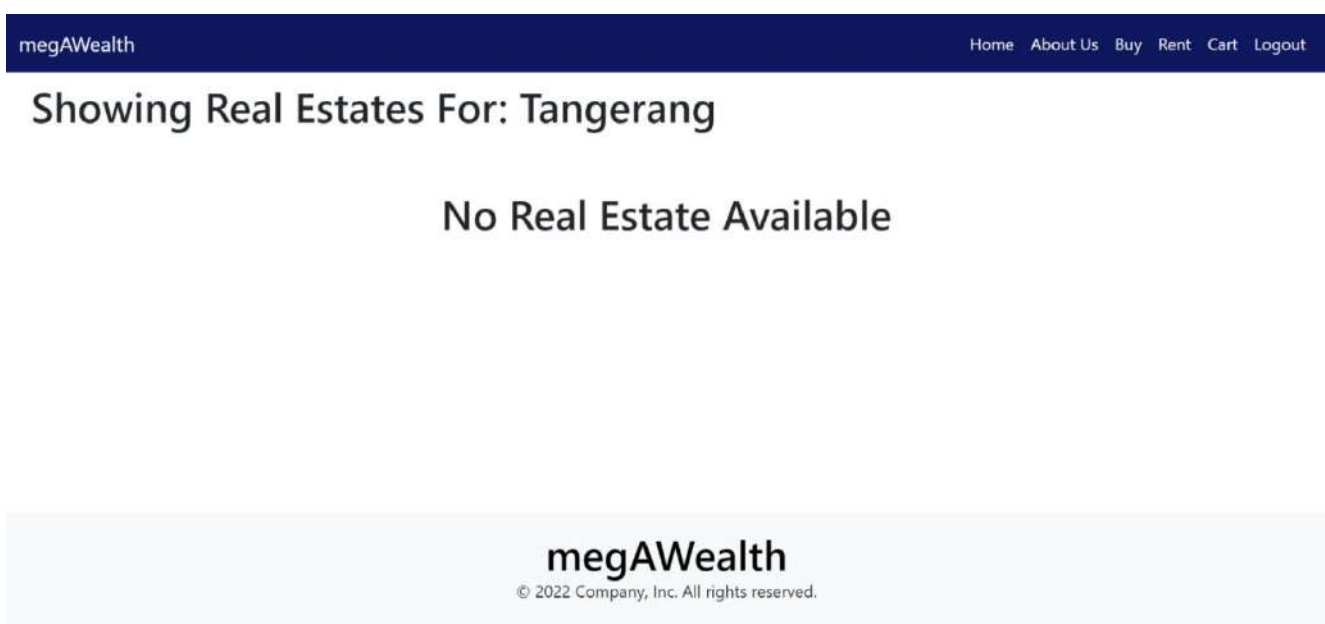 megAWealth Home About Us Buy Rent Cart Logout
Showing Real Estates For: Tangerang
No Real Estate Available
megAWealth
© 2022 Company, Inc. All rights reserved.